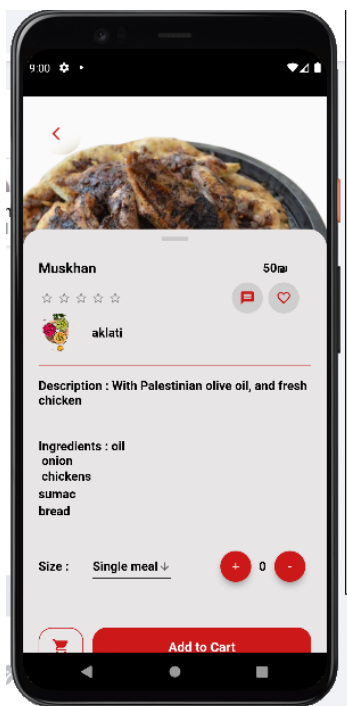 9:00
Muskhan 50₪
aklati
Description : With Palestinian olive oil, and fresh
chicken
Ingredients : oil
onion
chickens
sumac
bread
Size : Single meal + 0 -
Add to Cart